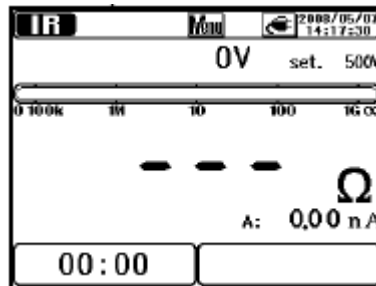 IR Menu 2008/05/07
14:17:30
0V set. 500V
0 100k 1M 10 100 1G ∞
- - -
Ω
A: 0.00 nA
00:00